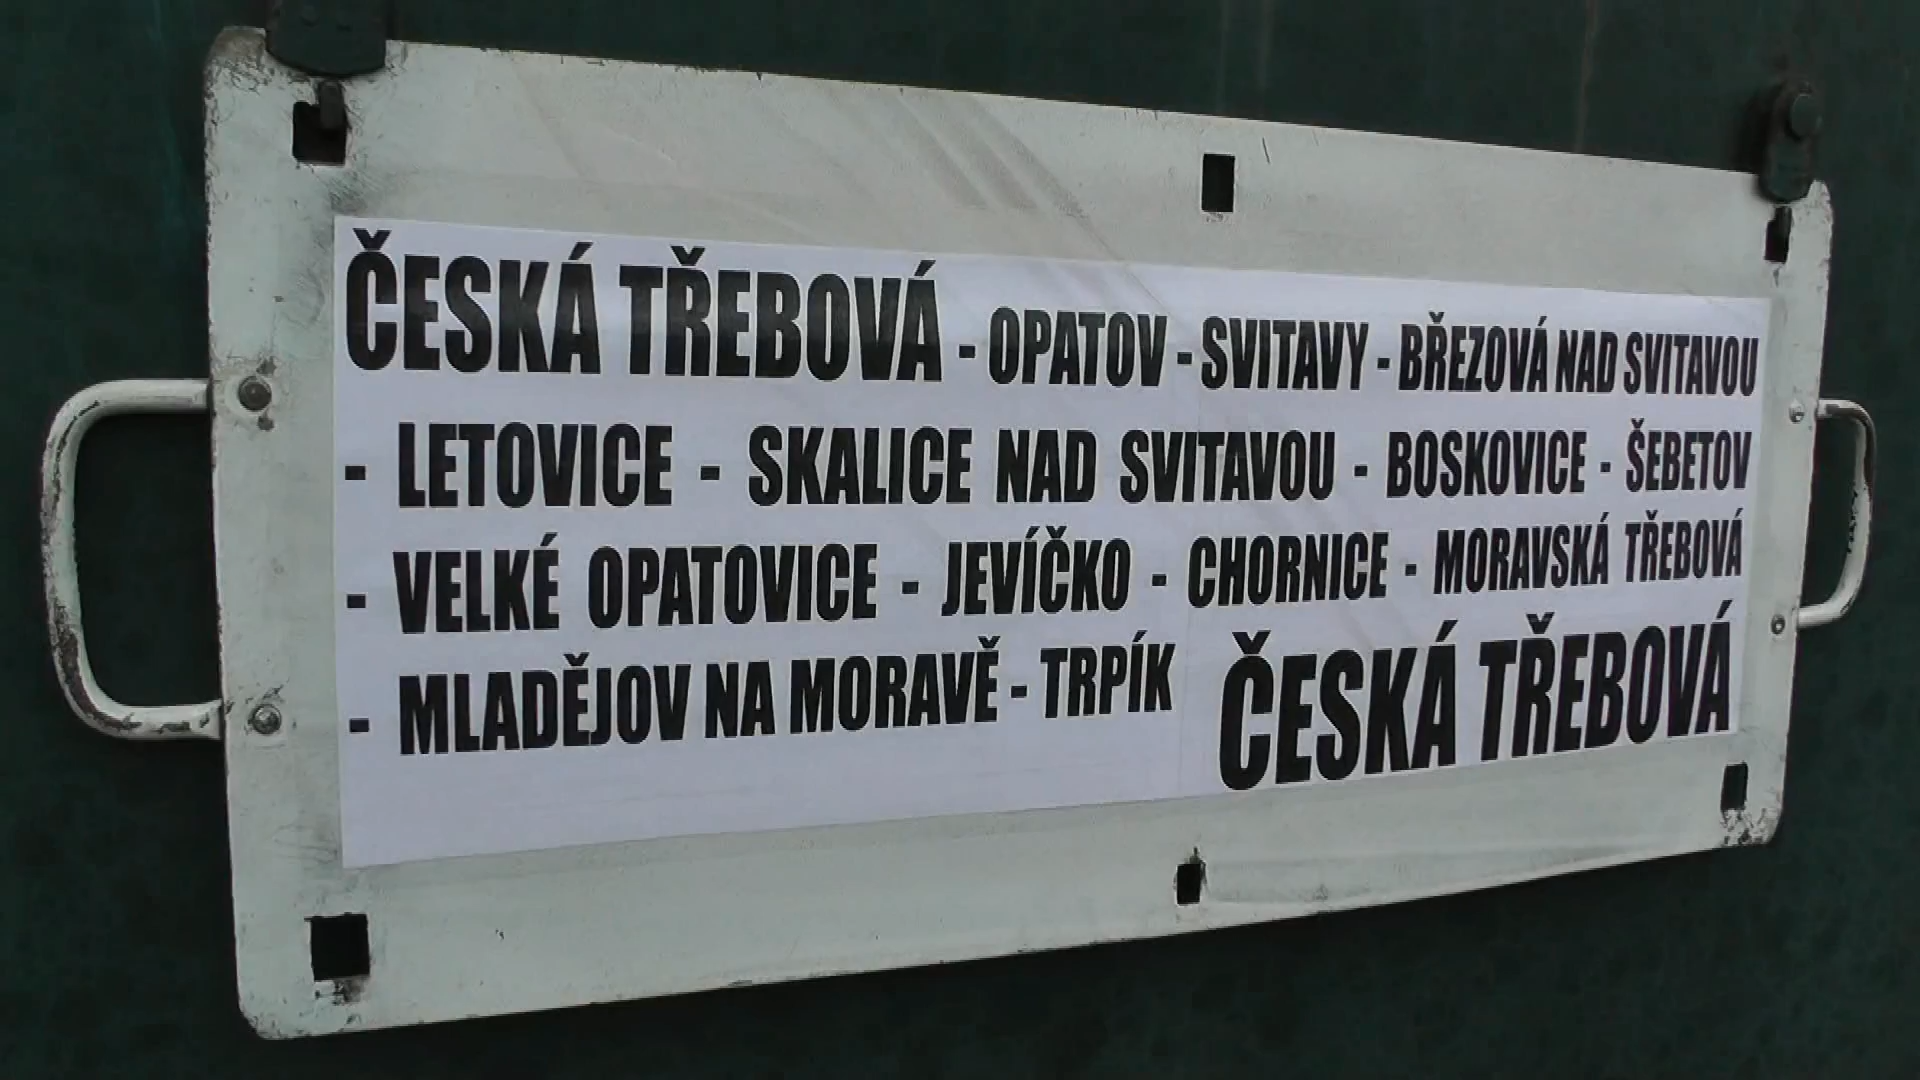 ČESKÁ TŘEBOVÁ - OPATOV - SVITAVY - BŘEZOVÁ NAD SVITAVOU
- LETOVICE - SKALICE NAD SVITAVOU - BOSKOVICE - ŠEBETOV
- VELKÉ OPATOVICE - JEVÍČKO - CHORNICE - MORAVSKÁ TŘEBOVÁ
- MLADĚJOV NA MORAVĚ - TRPÍK ČESKÁ TŘEBOVÁ